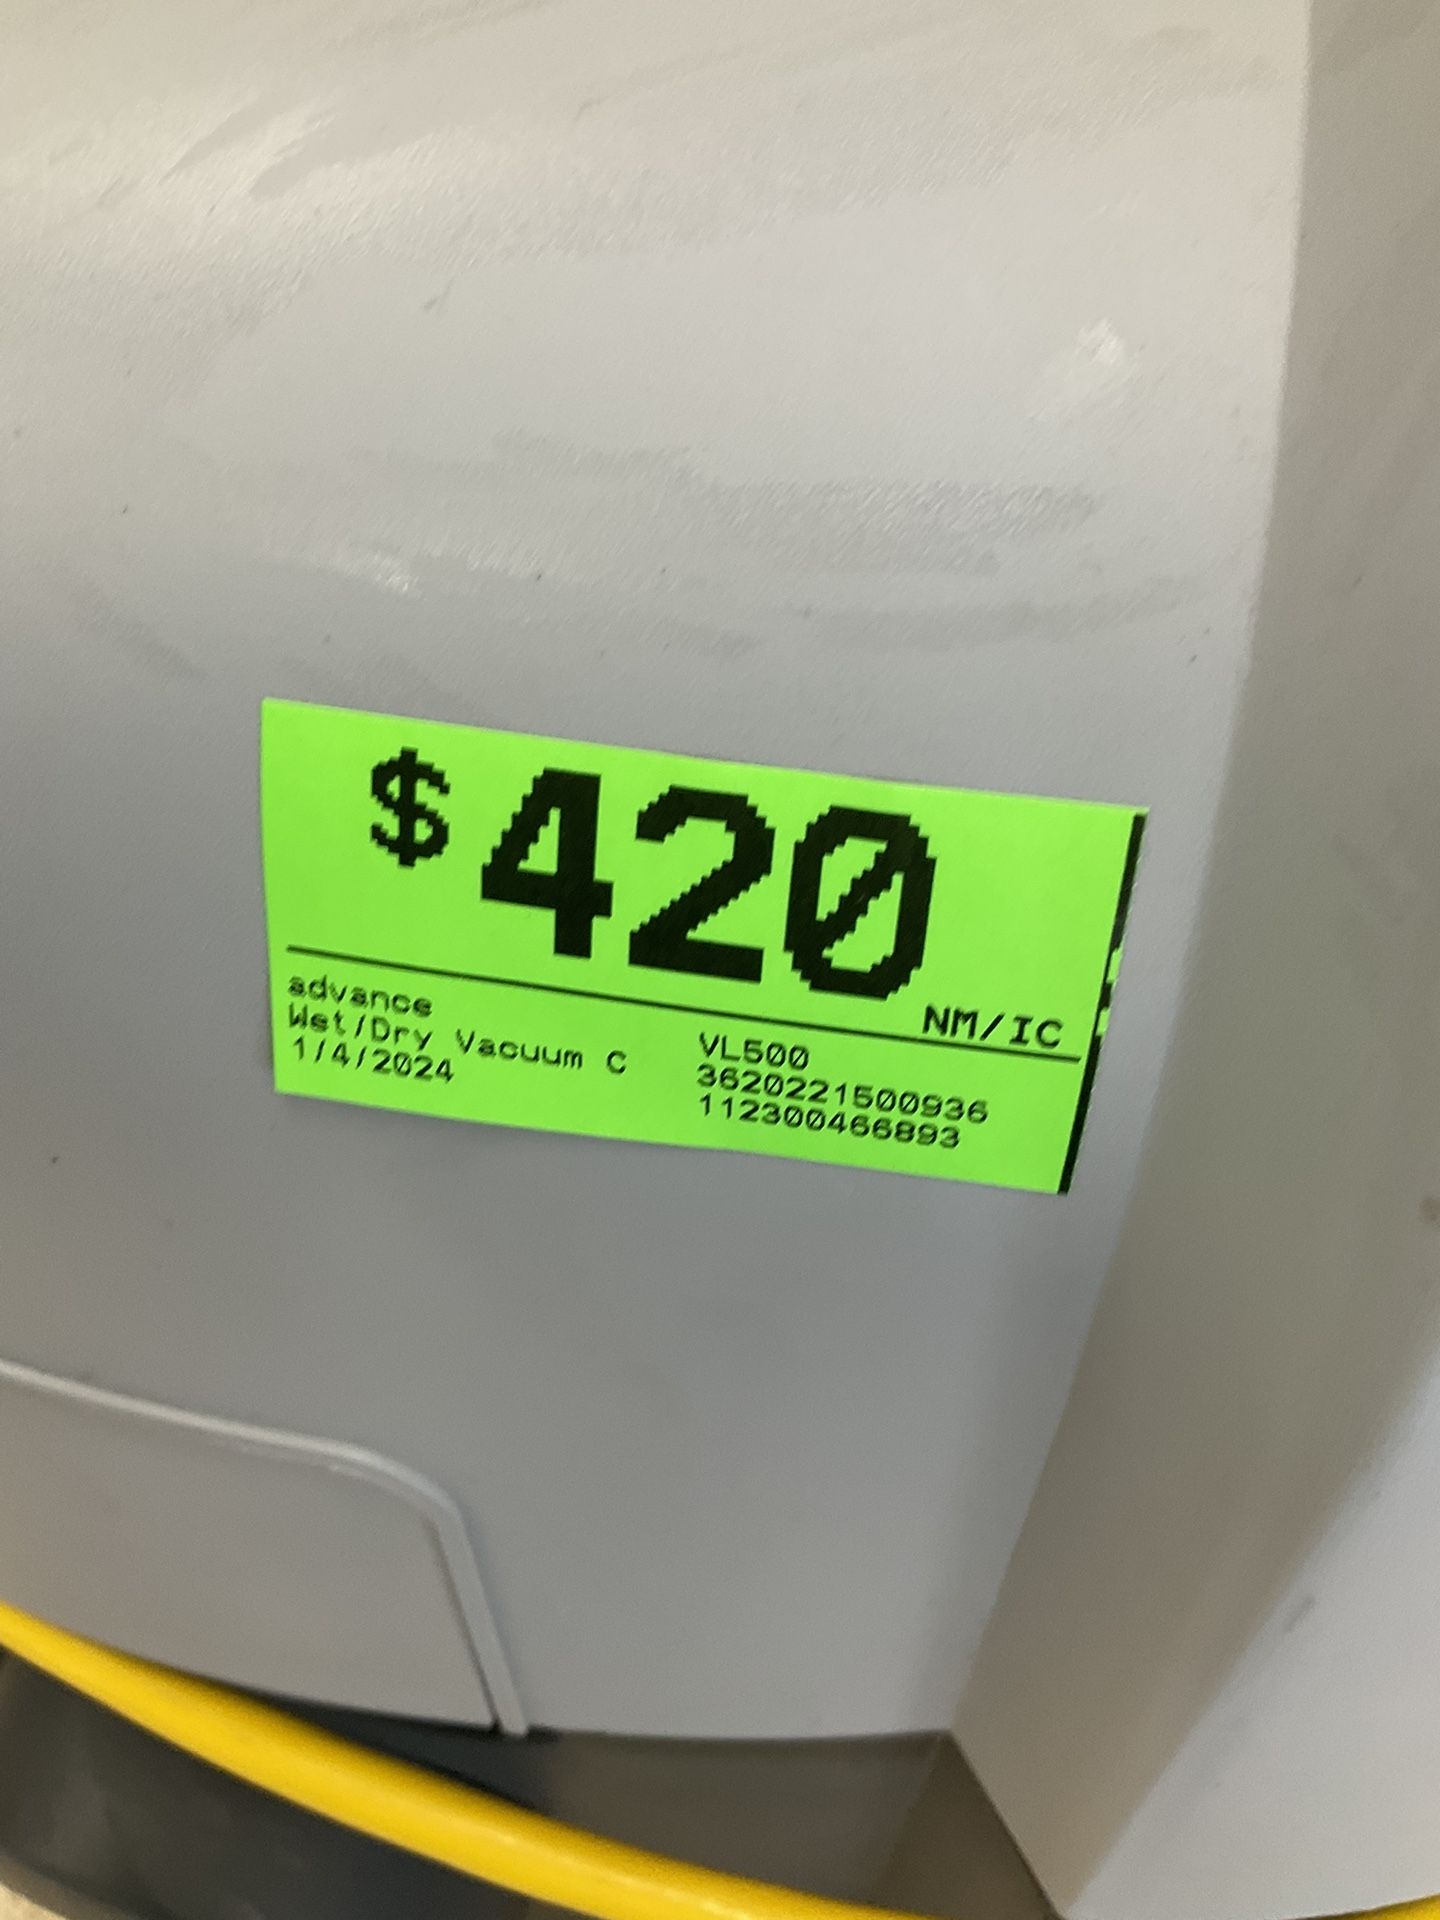 $420
NM/IC
advance
Wet/Dry Vacuum C
1/4/2024
VL500
3620221500936
112300466893